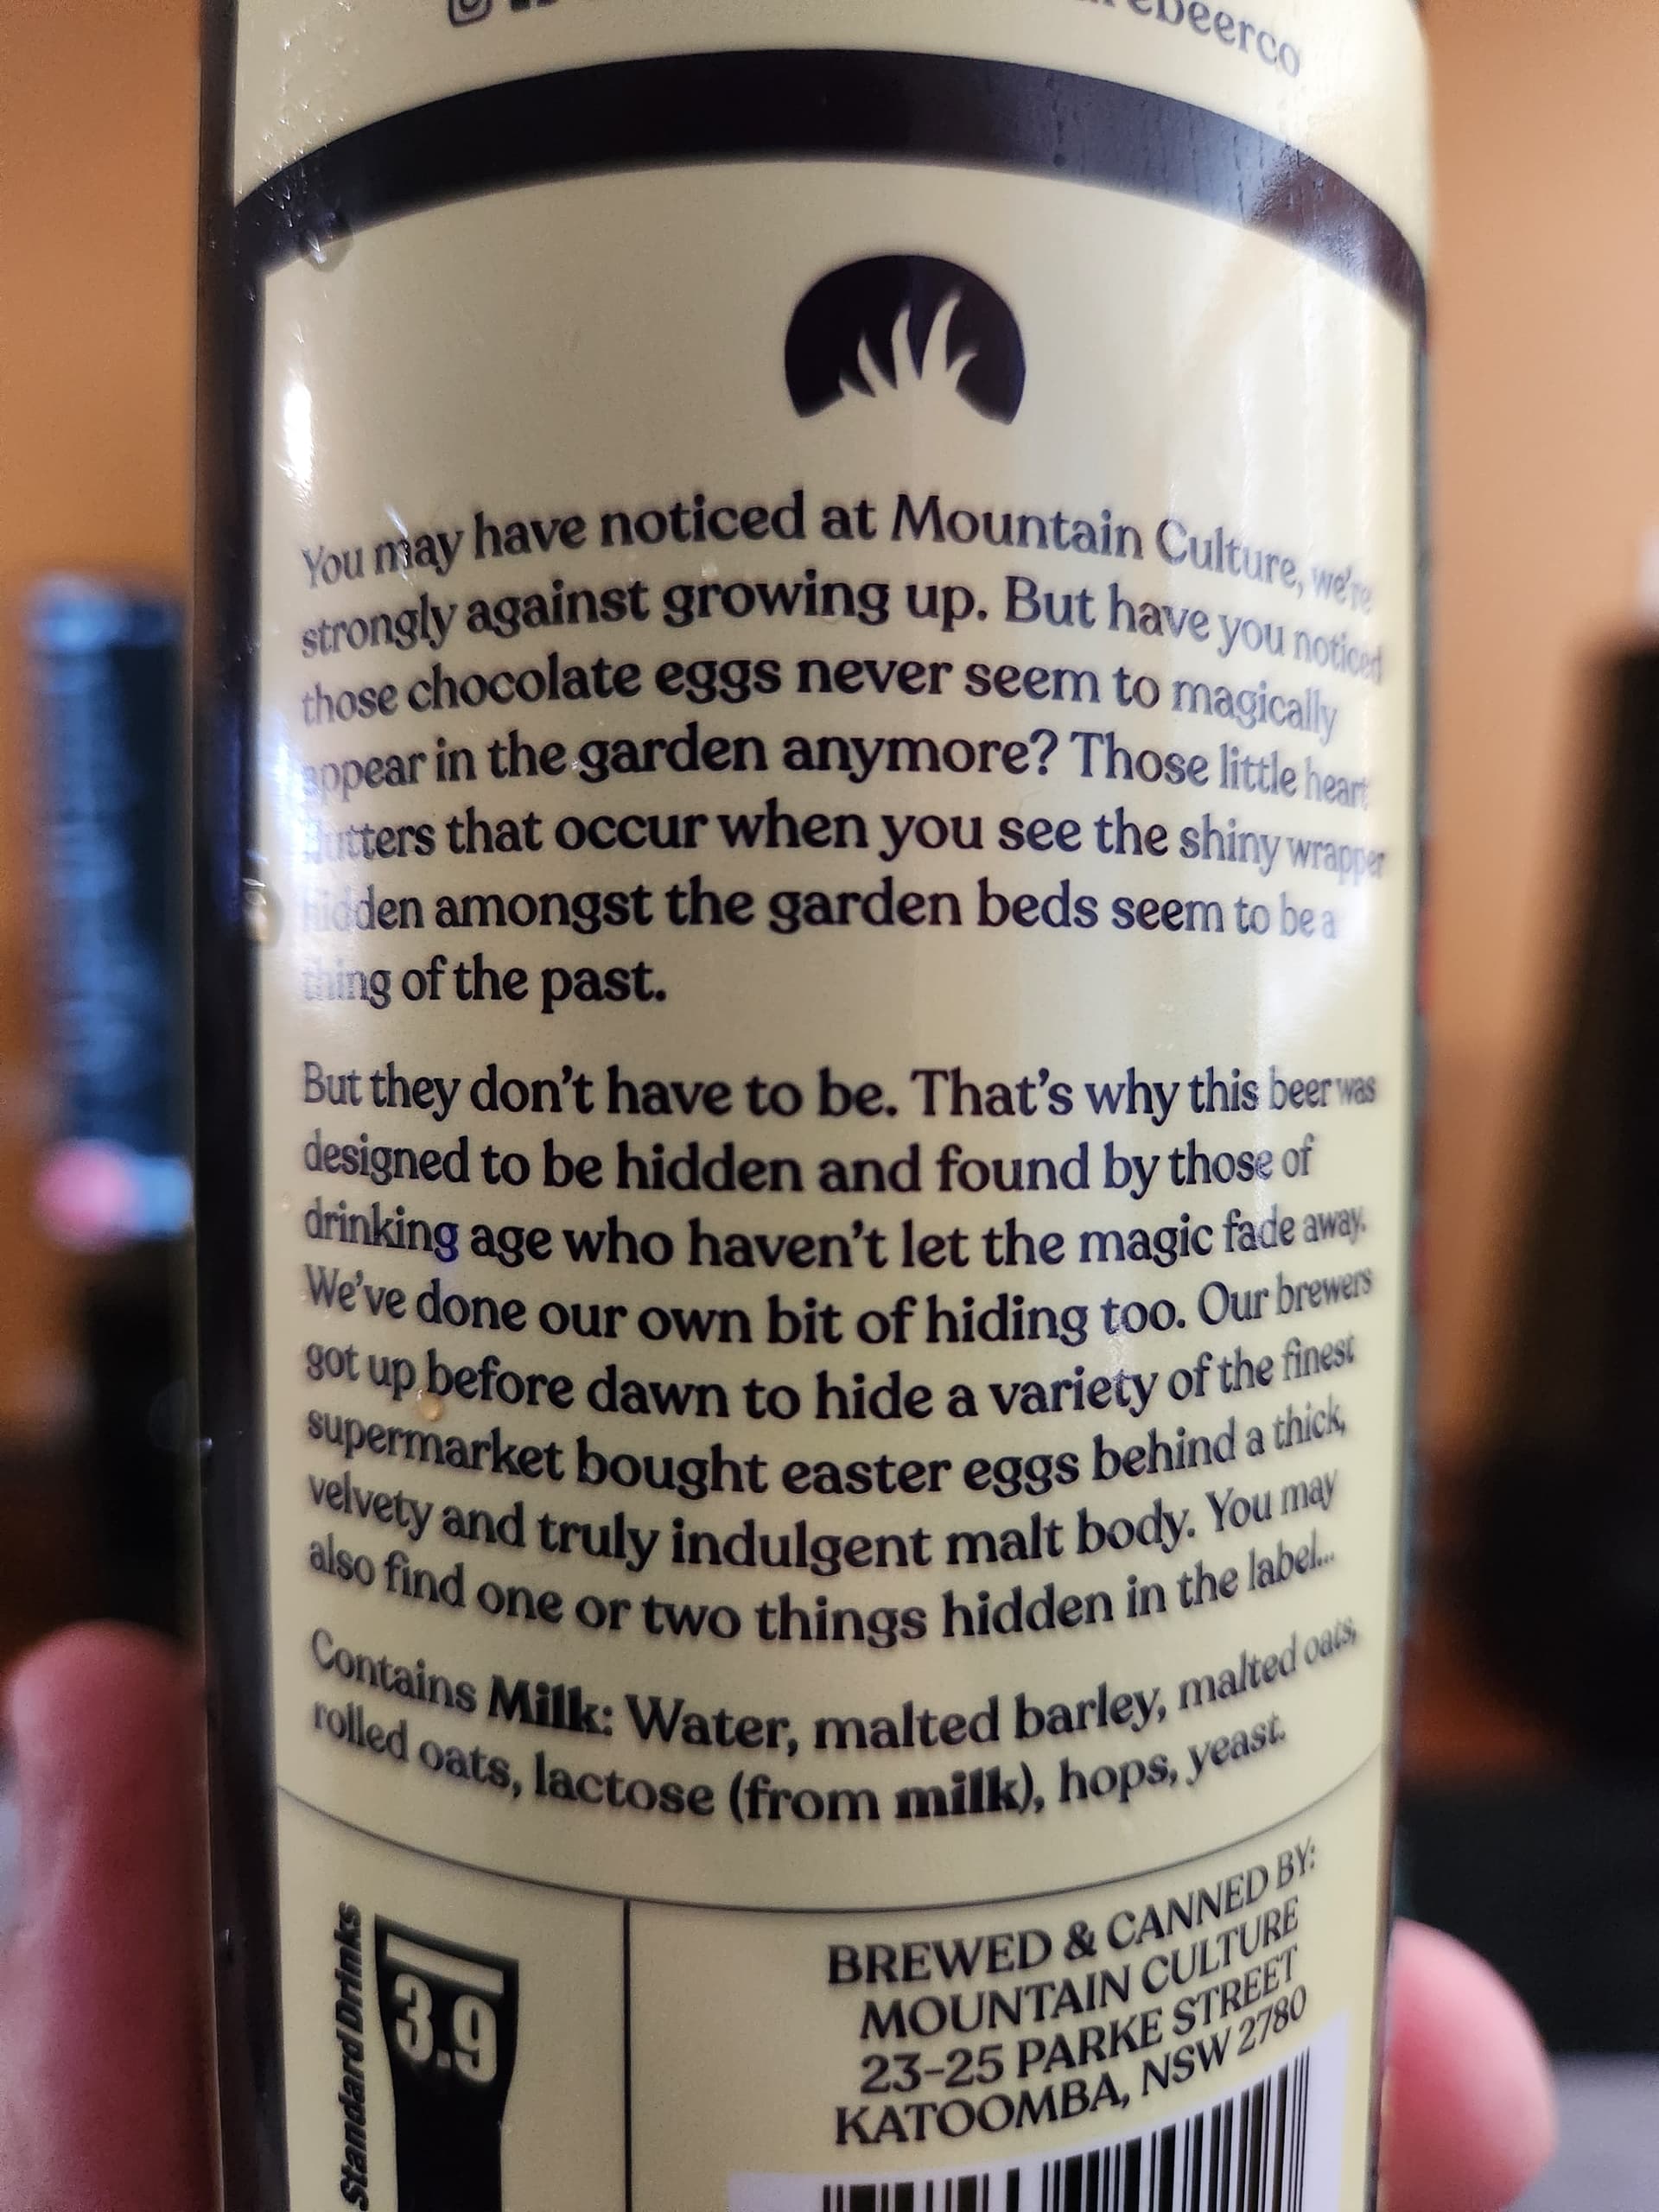 ebeerco
You may have noticed at Mountain Culture, we're
strongly against growing up. But have you noticed
those chocolate eggs never seem to magically
appear in the garden anymore? Those little heart
flutters that occur when you see the shiny wrapper
hidden amongst the garden beds seem to be a
thing of the past.
But they don't have to be. That's why this beer was
designed to be hidden and found by those of
drinking age who haven't let the magic fade away.
We've done our own bit of hiding too. Our brewers
got up before dawn to hide a variety of the finest
supermarket bought easter eggs behind a thick,
velvety and truly indulgent malt body. You may
also find one or two things hidden in the label...
Contains Milk: Water, malted barley, malted oats,
rolled oats, lactose (from milk), hops, yeast.
Standard Drinks
3.9
BREWED & CANNED BY:
MOUNTAIN CULTURE
23-25 PARKE STREET
KATOOMBA, NSW 2780